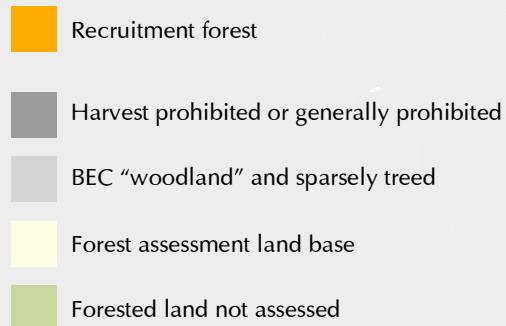 Recruitment forest
Harvest prohibited or generally prohibited
BEC “woodland” and sparsely treed
Forest assessment land base
Forested land not assessed